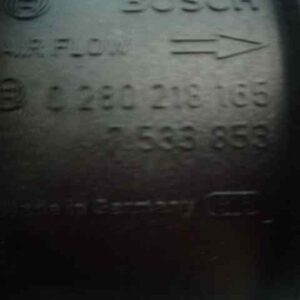 BOSCH
AIR FLOW
0 280 218 165
7 533 853
Made in Germany